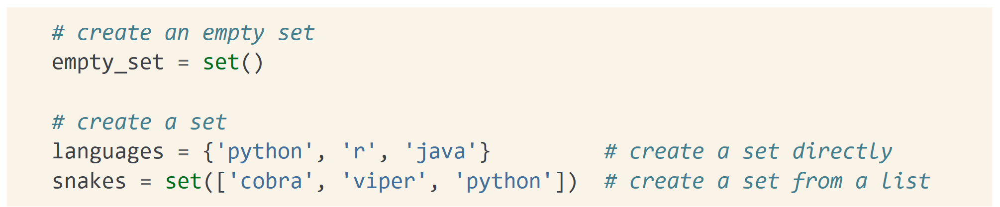 # create an empty set
empty_set = set()
# create a set
languages = {'python', 'r', 'java'}         # create a set directly
snakes = set(['cobra', 'viper', 'python'])  # create a set from a list